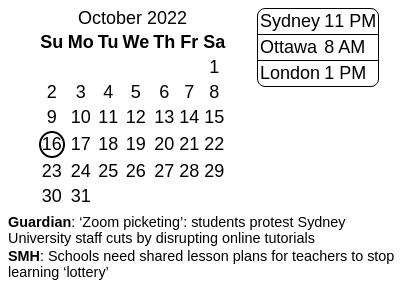 October 2022
Su Mo Tu We Th Fr Sa
1
2 3 4 5 6 7 8
9 10 11 12 13 14 15
16 17 18 19 20 21 22
23 24 25 26 27 28 29
30 31
Sydney 11 PM
Ottawa 8 AM
London 1 PM
Guardian: ‘Zoom picketing’: students protest Sydney
University staff cuts by disrupting online tutorials
SMH: Schools need shared lesson plans for teachers to stop
learning ‘lottery’